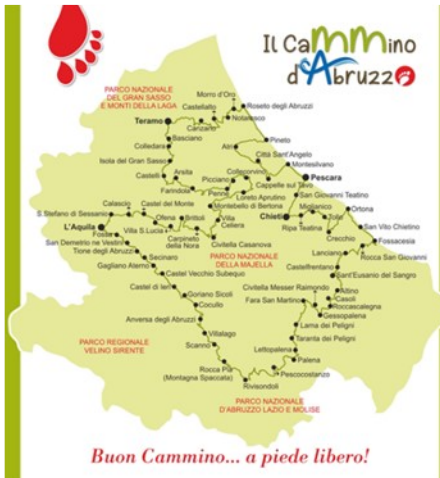 Il Cammino
d'Abruzzo
PARCO NAZIONALE
DEL GRAN SASSO
E MONTI DELLA LAGA
Morro d'Oro
Castellalto
Roseto degli Abruzzi
Teramo
Canzano
Notaresco
Basciano
Pineto
Colledara
Atri
Città Sant'Angelo
Isola del Gran Sasso
Montesilvano
Castelli
Arsita
Picciano
Collecorvino
Pescara
Farindola
Cappelle sul Tavo
Penne
Loreto Aprutino
San Giovanni Teatino
Calascio
Castel del Monte
Montebello di Bertona
Miglianico
Ortona
S.Stefano di Sessanio
Ofena
Brittoli
Villa
Celiera
Chieti
Tollo
L'Aquila
Villa S.Lucia
Ripa Teatina
San Vito Chietino
Fossa
Carpineto
della Nora
Crecchio
San Demetrio ne Vestini
Civitella Casanova
Fossacesia
Tione degli Abruzzi
Lanciano
Secinaro
PARCO NAZIONALE
DELLA MAJELLA
Rocca San Giovanni
Gagliano Aterno
Castelfrentano
Castel Vecchio Subequo
Sant'Eusanio del Sangro
Castel di Ieri
Civitella Messer Raimondo
Altino
Goriano Sicoli
Fara San Martino
Casoli
Cocullo
Roccascalegna
Gessopalena
Anversa degli Abruzzi
Lama dei Peligni
Villalago
Taranta dei Peligni
PARCO REGIONALE
VELINO SIRENTE
Scanno
Lettopalena
Palena
Rocca Pia
(Montagna Spaccata)
Pescocostanzo
Rivisondoli
PARCO NAZIONALE
D'ABRUZZO LAZIO E MOLISE
Buon Cammino... a piede libero!